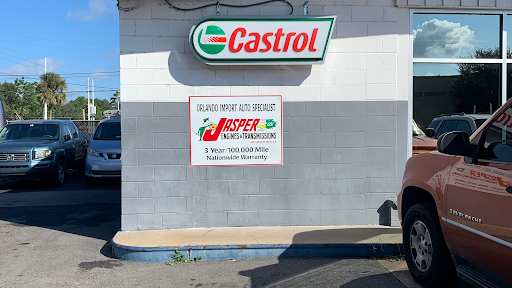 Castrol
ORLANDO IMPORT AUTO SPECIALIST
JASPER
ENGINES & TRANSMISSIONS
3 Year/100,000 Mile
Nationwide Warranty